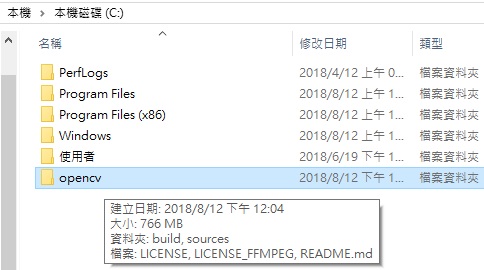 本機 › 本機磁碟 (C:)
名稱 修改日期 類型
PerfLogs 2018/4/12 上午 0... 檔案資料夾
Program Files 2018/8/12 下午 1... 檔案資料夾
Program Files (x86) 2018/8/12 下午 1... 檔案資料夾
Windows 2018/8/12 下午 1... 檔案資料夾
使用者 2018/6/19 下午 1... 檔案資料夾
opencv 2018/8/12 下午 1... 檔案資料夾
建立日期: 2018/8/12 下午 12:04
大小: 766 MB
資料夾: build, sources
檔案: LICENSE, LICENSE_FFMPEG, README.md